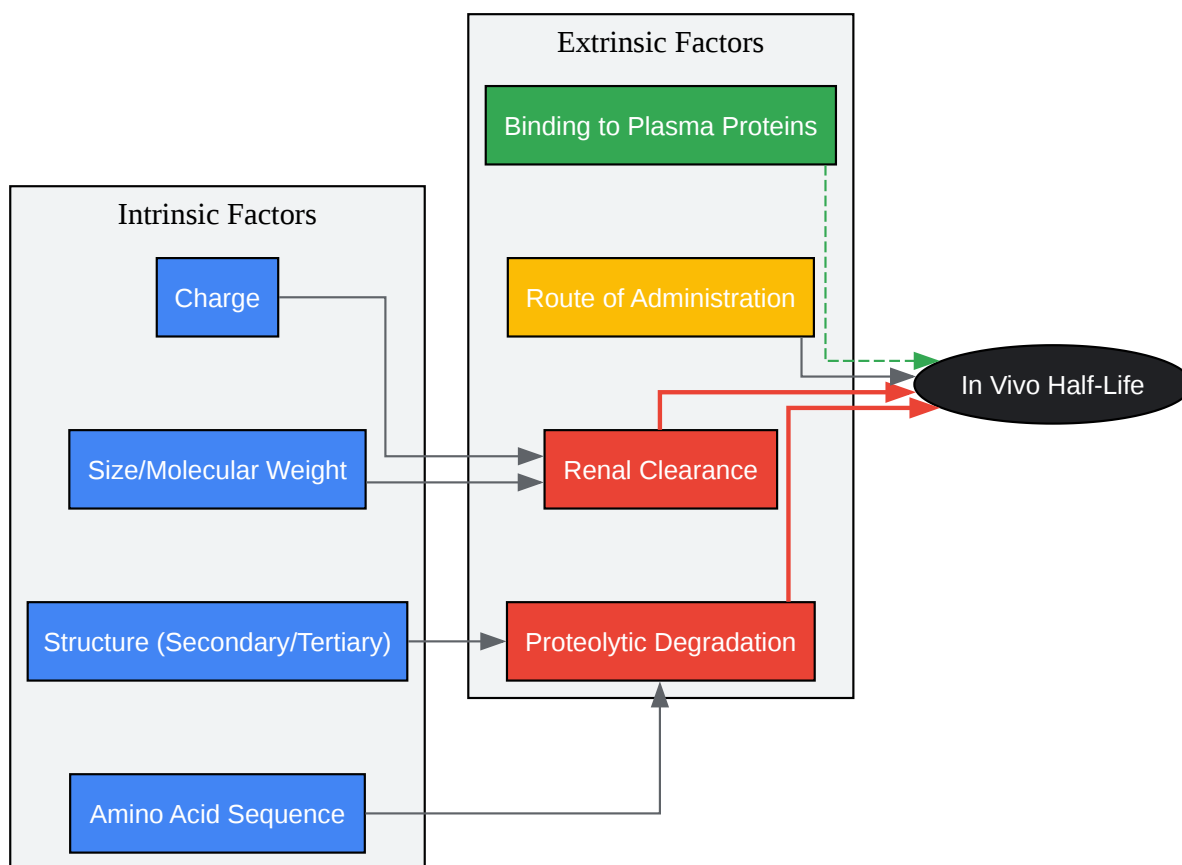 Extrinsic Factors
Binding to Plasma Proteins
Intrinsic Factors
Charge
Route of Administration
In Vivo Half-Life
Size/Molecular Weight
Renal Clearance
Structure (Secondary/Tertiary)
Proteolytic Degradation
Amino Acid Sequence